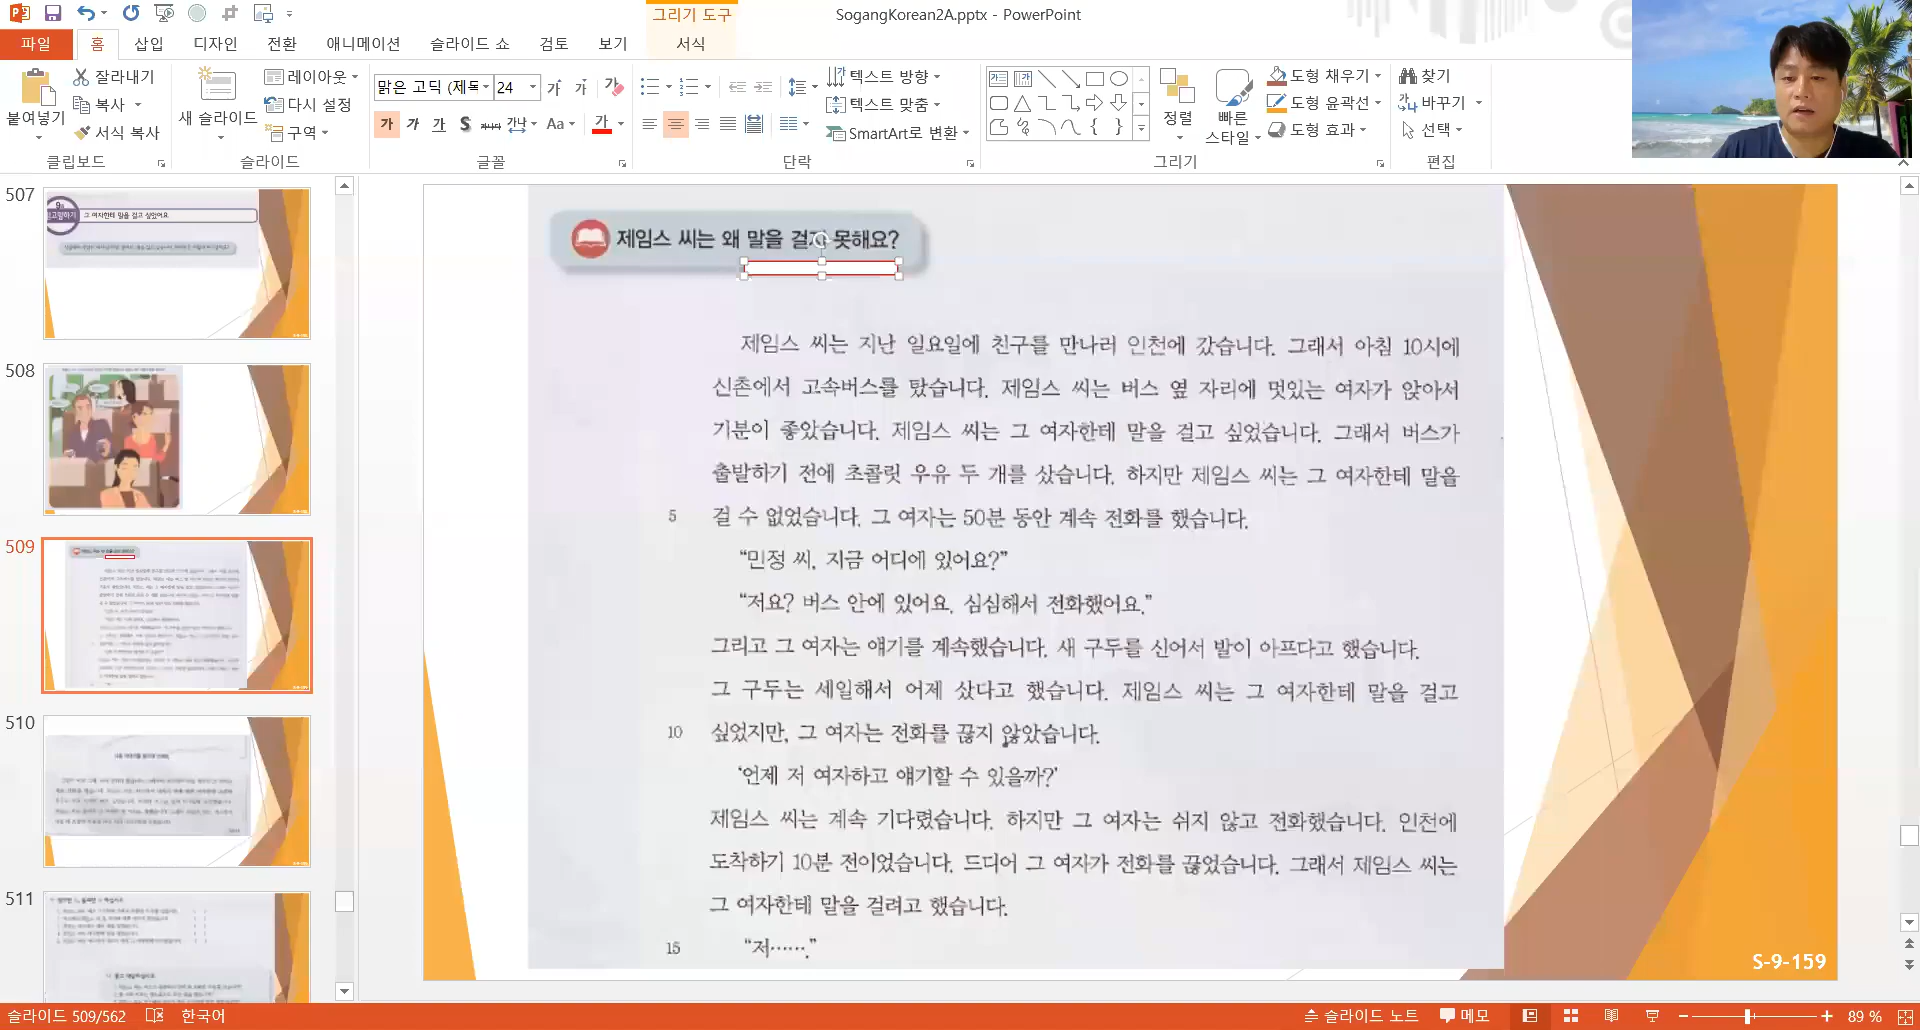 그리기 도구
SogangKorean2A.pptx - PowerPoint
파일 홈 삽입 디자인 전환 애니메이션 슬라이드 쇼 검토 보기 서식
붙여넣기 잘라내기 복사 서식 복사 클립보드
새 슬라이드 레이아웃 다시 설정 구역 슬라이드
맑은 고딕 (제목 24 글꼴
텍스트 방향 텍스트 맞춤 SmartArt로 변환 단락
정렬 빠른 스타일 도형 채우기 도형 윤곽선 도형 효과 그리기
찾기 바꾸기 선택 편집
507
그 여자한테 말을 걸고 싶었어요
508
509
510
511
제임스 씨는 왜 말을 걸지 못해요?
제임스 씨는 지난 일요일에 친구를 만나러 인천에 갔습니다. 그래서 아침 10시에
신촌에서 고속버스를 탔습니다. 제임스 씨는 버스 옆 자리에 멋있는 여자가 앉아서
기분이 좋았습니다. 제임스 씨는 그 여자한테 말을 걸고 싶었습니다. 그래서 버스가
출발하기 전에 초콜릿 우유 두 개를 샀습니다. 하지만 제임스 씨는 그 여자한테 말을
5 걸 수 없었습니다. 그 여자는 50분 동안 계속 전화를 했습니다.
“민정 씨, 지금 어디에 있어요?”
“저요? 버스 안에 있어요. 심심해서 전화했어요.”
그리고 그 여자는 얘기를 계속했습니다. 새 구두를 신어서 발이 아프다고 했습니다.
그 구두는 세일해서 어제 샀다고 했습니다. 제임스 씨는 그 여자한테 말을 걸고
10 싶었지만, 그 여자는 전화를 끊지 않았습니다.
‘언제 저 여자하고 얘기할 수 있을까?’
제임스 씨는 계속 기다렸습니다. 하지만 그 여자는 쉬지 않고 전화했습니다. 인천에
도착하기 10분 전이었습니다. 드디어 그 여자가 전화를 끊었습니다. 그래서 제임스 씨는
그 여자한테 말을 걸려고 했습니다.
15 “저…….”
S-9-159
슬라이드 509/562 한국어 슬라이드 노트 메모 89 %